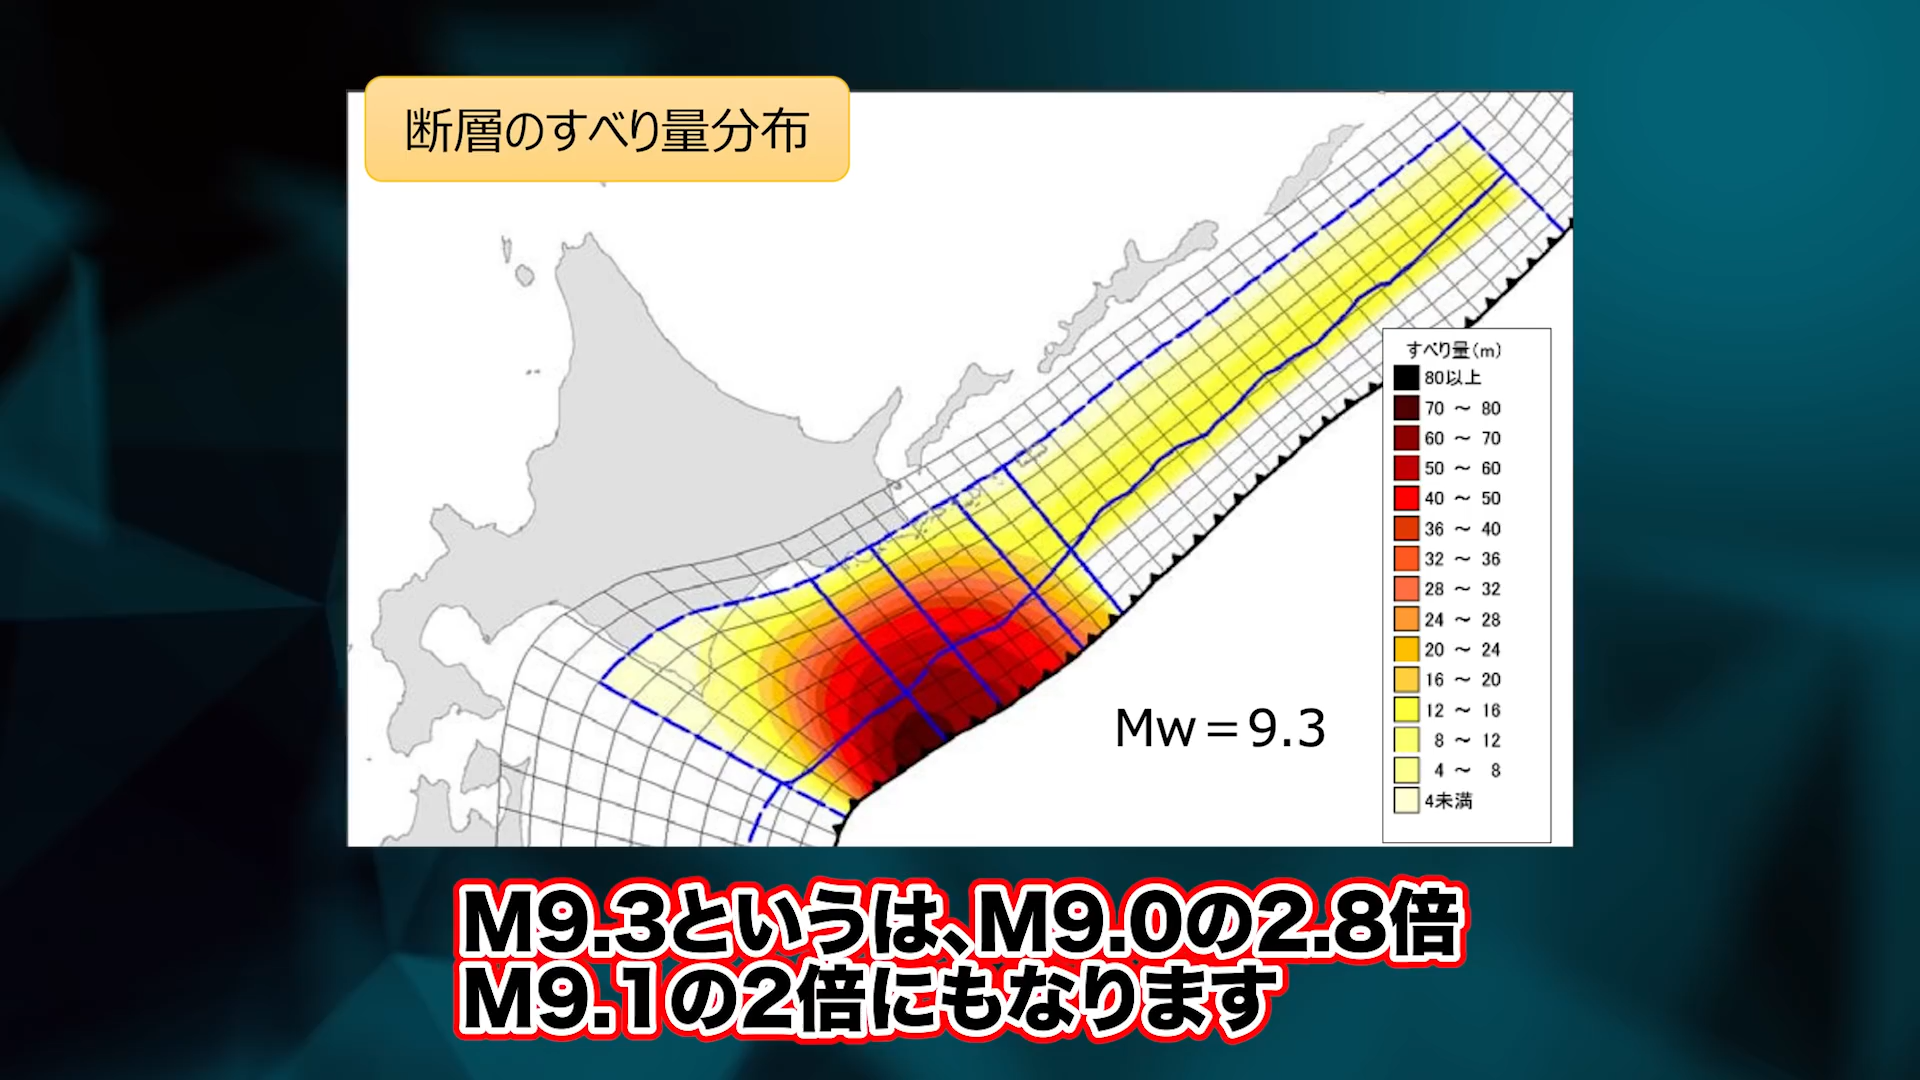 断層のすべり量分布
すべり量(m)
80以上
70 ～ 80
60 ～ 70
50 ～ 60
40 ～ 50
36 ～ 40
32 ～ 36
28 ～ 32
24 ～ 28
20 ～ 24
16 ～ 20
12 ～ 16
8 ～ 12
4 ～ 8
4未満
Mw＝9.3
M9.3というは、M9.0の2.8倍
M9.1の2倍にもなります